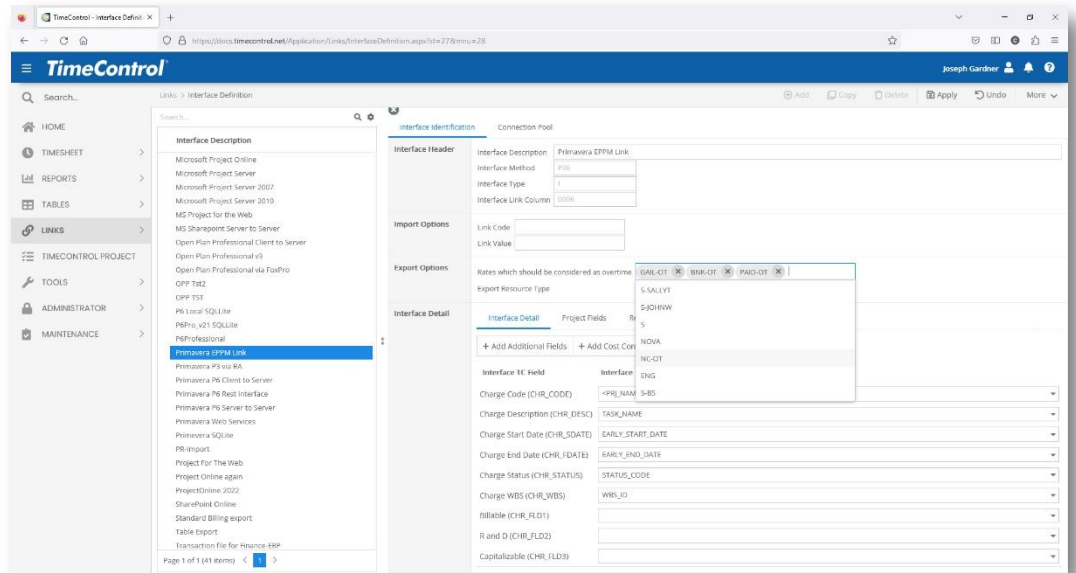 TimeControl - Interface Definit
https://docs.timecontrol.net/Application/Links/InterfaceDefinition.aspx?st=278&mnu=28
TimeControl
Joseph Gardner
Search...
HOME
TIMESHEET
REPORTS
TABLES
LINKS
TIMECONTROL PROJECT
TOOLS
ADMINISTRATOR
MAINTENANCE
Links > Interface Definition
Add Copy Delete Apply Undo More
Search...
Interface Description
Microsoft Project Online
Microsoft Project Server
Microsoft Project Server 2007
Microsoft Project Server 2010
MS Project for the Web
MS Sharepoint Server to Server
Open Plan Professional Client to Server
Open Plan Professional v3
Open Plan Professional via FoxPro
OPP Tst2
OPP TST
P6 Local SQLLite
P6Pro_v21 SQLLite
P6Professional
Primavera EPPM Link
Primavera P3 via RA
Primavera P6 Client to Server
Primavera P6 Rest Interface
Primavera P6 Server to Server
Primavera Web Services
Primevera SQLite
PR-Import
Project For The Web
Project Online again
ProjectOnline 2022
SharePoint Online
Standard Billing export
Table Export
Transaction file for Finance-ERP
Page 1 of 1 (41 items) < 1 >
Interface Identification Connection Pool
Interface Header
Interface Description Primavera EPPM Link
Interface Method
Interface Type
Interface Link Column 0006
Import Options
Link Code
Link Value
Export Options
Rates which should be considered as overtime GAIL-OT BNK-OT PAID-OT
Export Resource Type
S-SALLYT
S-JOHNW
S
NOVA
NC-OT
ENG
S-BS
Interface Detail
Interface Detail Project Fields
+ Add Additional Fields + Add Cost Con
Interface TC Field Interface
Charge Code (CHR_CODE) <PRJ_NAM
Charge Description (CHR_DESC) TASK_NAME
Charge Start Date (CHR_SDATE) EARLY_START_DATE
Charge End Date (CHR_FDATE) EARLY_END_DATE
Charge Status (CHR_STATUS) STATUS_CODE
Charge WBS (CHR_WBS) WBS_ID
Billable (CHR_FLD1)
R and D (CHR_FLD2)
Capitalizable (CHR_FLD3)